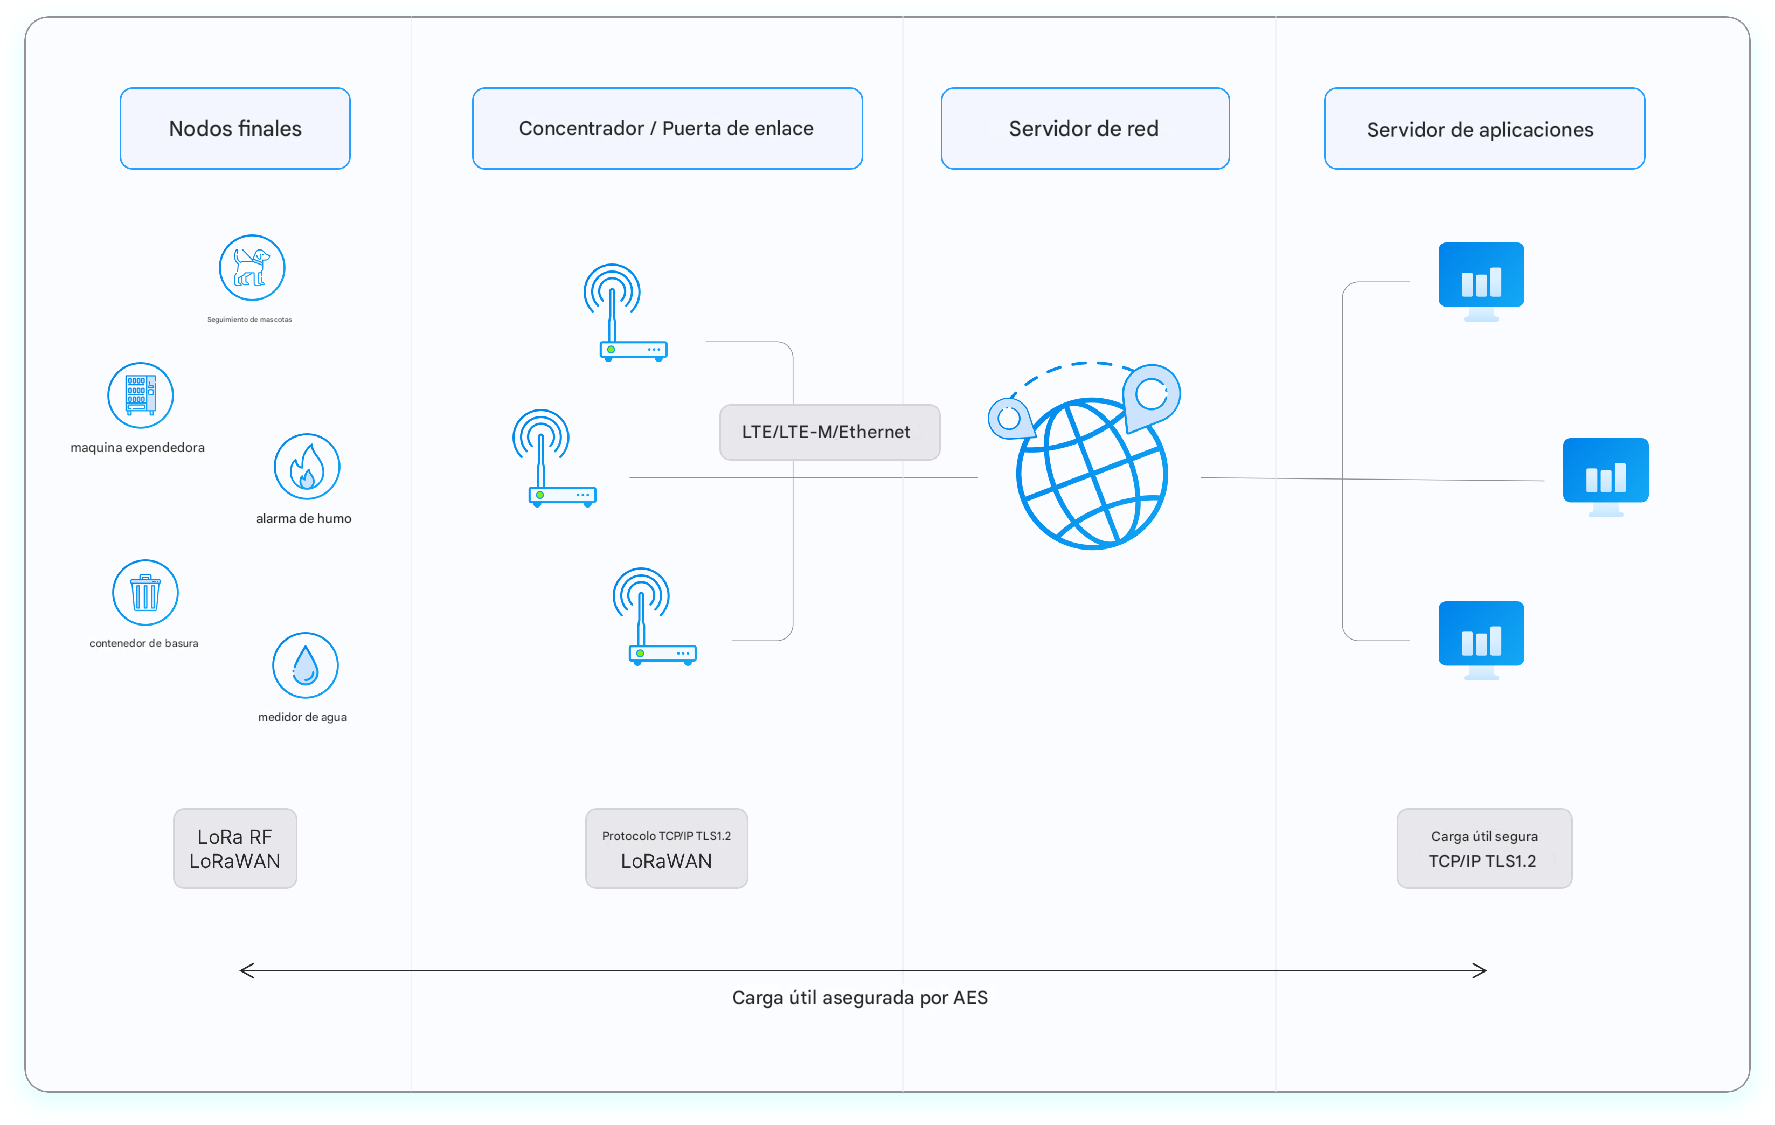 Nodos finales
Concentrador / Puerta de enlace
Servidor de red
Servidor de aplicaciones
Seguimiento de mascotas
maquina expendedora
alarma de humo
contenedor de basura
medidor de agua
LTE/LTE-M/Ethernet
LoRa RF
LoRaWAN
Protocolo TCP/IP TLS1.2
LoRaWAN
Carga útil segura
TCP/IP TLS1.2
Carga útil asegurada por AES